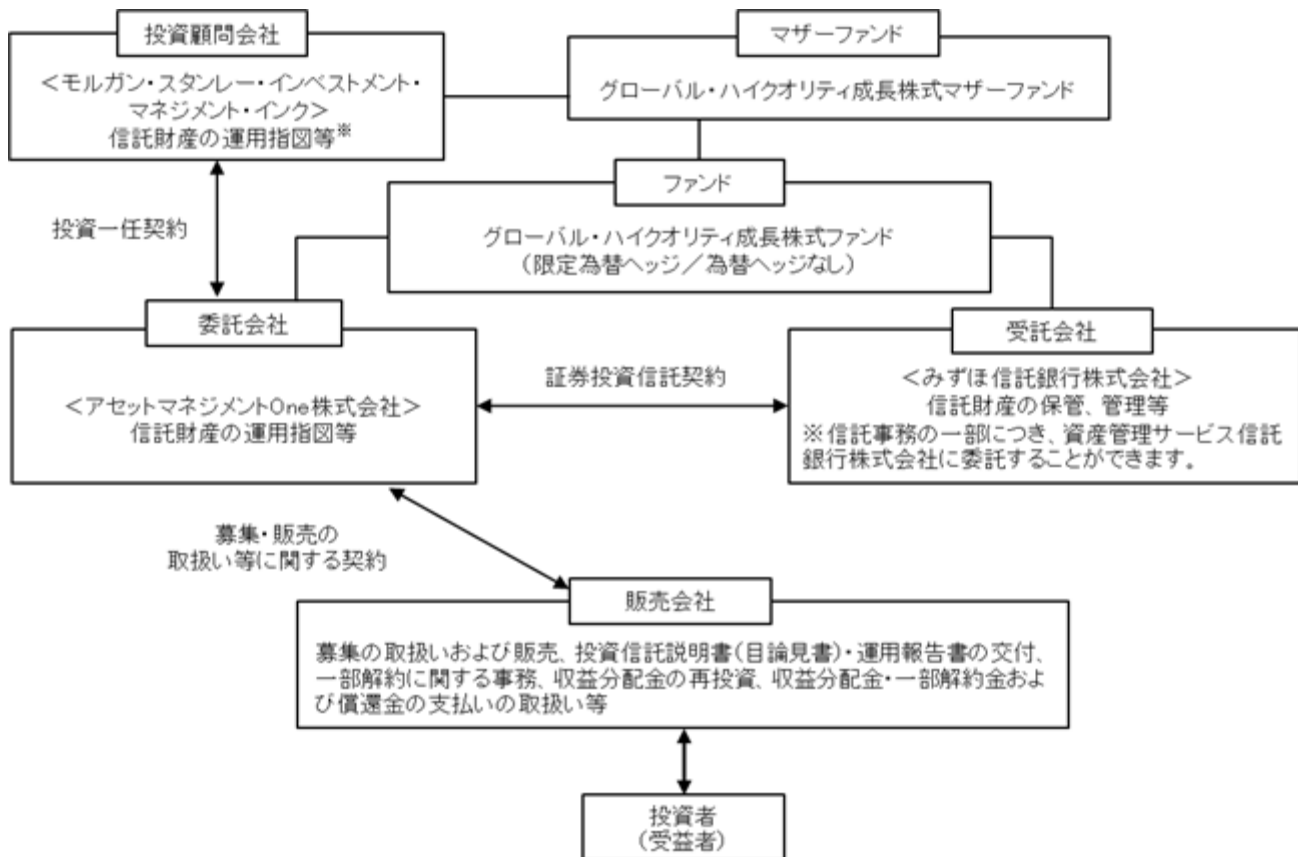 投資顧問会社
<モルガン・スタンレー・インベストメント・
マネジメント・インク>
信託財産の運用指図等※
マザーファンド
グローバル・ハイクオリティ成長株式マザーファンド
投資一任契約
ファンド
グローバル・ハイクオリティ成長株式ファンド
(限定為替ヘッジ/為替ヘッジなし)
委託会社
<アセットマネジメントOne株式会社>
信託財産の運用指図等
証券投資信託契約
受託会社
<みずほ信託銀行株式会社>
信託財産の保管、管理等
※信託事務の一部につき、資産管理サービス信託
銀行株式会社に委託することができます。
募集・販売の
取扱い等に関する契約
販売会社
募集の取扱いおよび販売、投資信託説明書(目論見書)・運用報告書の交付、
一部解約に関する事務、収益分配金の再投資、収益分配金・一部解約金およ
び償還金の支払いの取扱い等
投資者
(受益者)